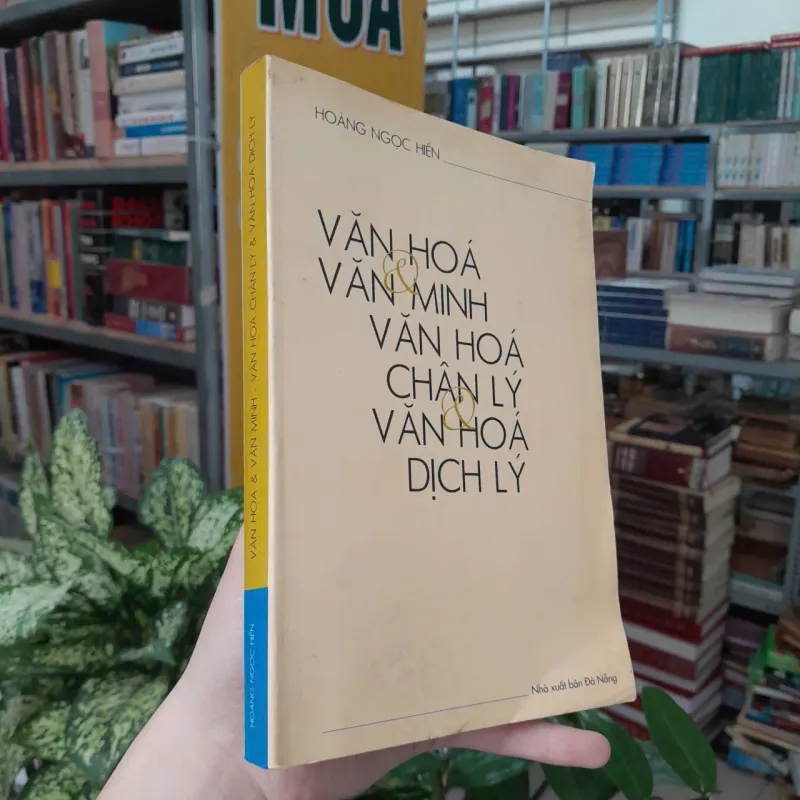 MUA
HOÀNG NGỌC HIẾN
VĂN HOÁ
&
VĂN MINH
VĂN HOÁ
CHÂN LÝ
&
VĂN HOÁ
DỊCH LÝ
Nhà xuất bản Đà Nẵng
VĂN HOÁ & VĂN MINH - VĂN HOÁ CHÂN LÝ & VĂN HOÁ DỊCH LÝ
HOÀNG NGỌC HIẾN